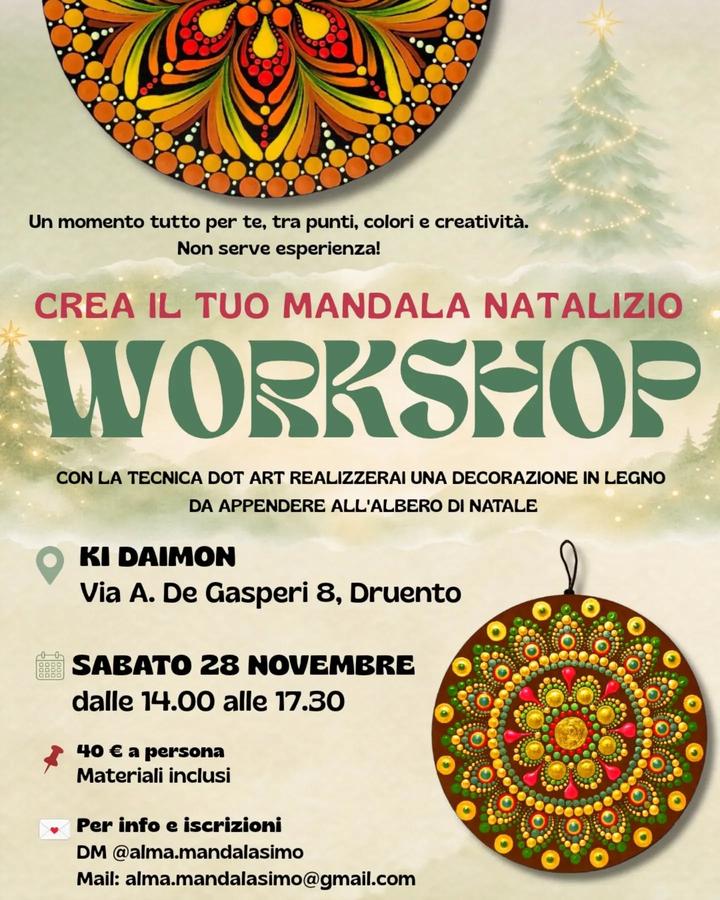 Un momento tutto per te, tra punti, colori e creatività.
Non serve esperienza!
CREA IL TUO MANDALA NATALIZIO
WORKSHOP
CON LA TECNICA DOT ART REALIZZERAI UNA DECORAZIONE IN LEGNO
DA APPENDERE ALL'ALBERO DI NATALE
KI DAIMON
Via A. De Gasperi 8, Druento
SABATO 28 NOVEMBRE
dalle 14.00 alle 17.30
40 € a persona
Materiali inclusi
Per info e iscrizioni
DM @alma.mandalasimo
Mail: alma.mandalasimo@gmail.com